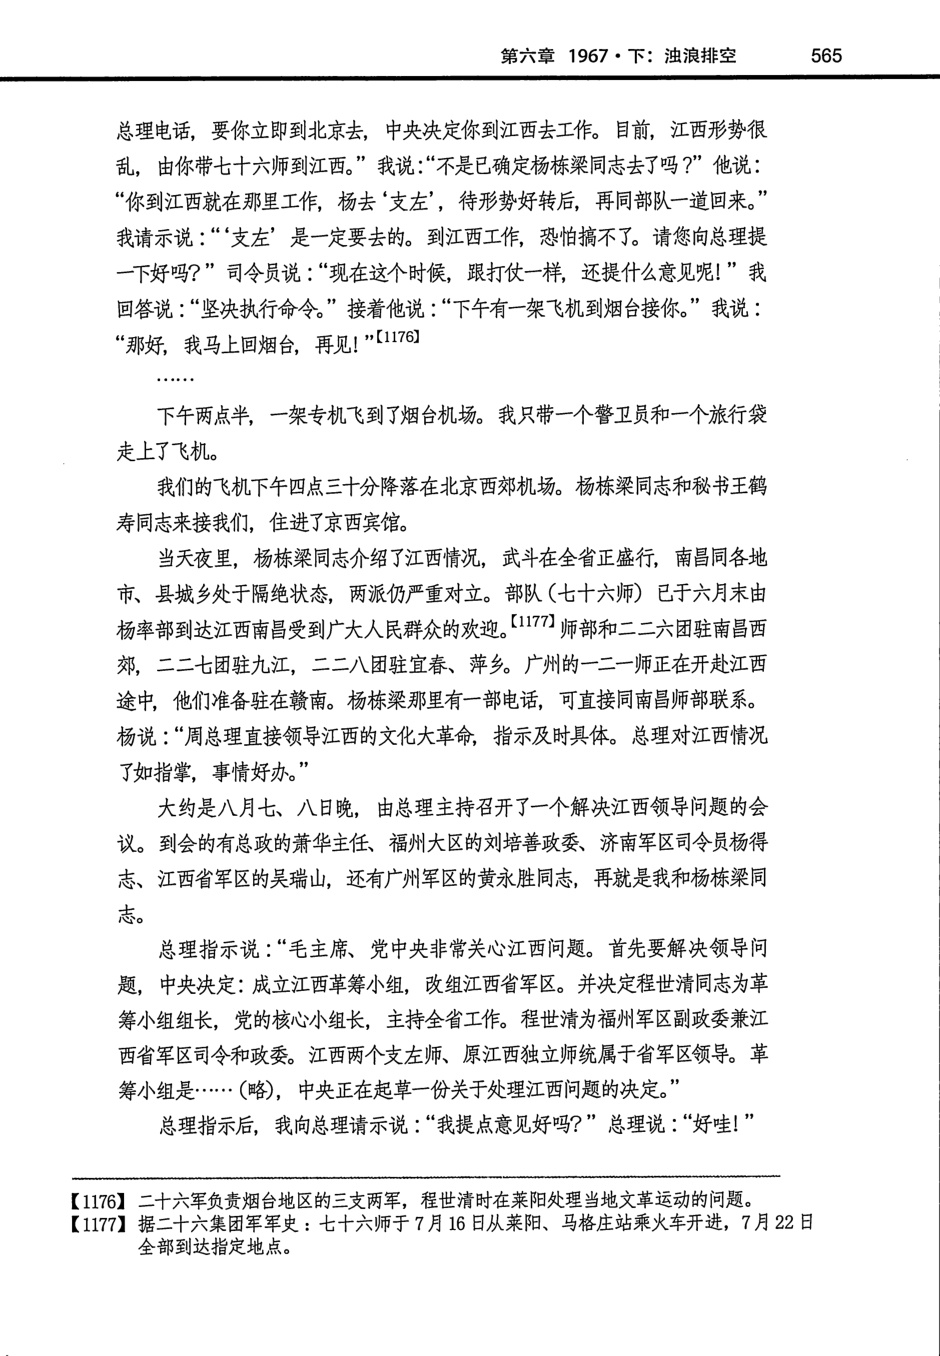 第六章 1967·下：浊浪排空 565
总理电话，要你立即到北京去，中央决定你到江西去工作。目前，江西形势很
乱，由你带七十六师到江西。”我说：“不是已确定杨栋梁同志去了吗？”他说：
“你到江西就在那里工作，杨去‘支左’，待形势好转后，再同部队一道回来。”
我请示说：“‘支左’是一定要去的。到江西工作，恐怕搞不了。请您向总理提
一下好吗？”司令员说：“现在这个时候，跟打仗一样，还提什么意见呢！”我
回答说：“坚决执行命令。”接着他说：“下午有一架飞机到烟台接你。”我说：
“那好，我马上回烟台，再见！”【1176】
……
下午两点半，一架专机飞到了烟台机场。我只带一个警卫员和一个旅行袋
走上了飞机。
我们的飞机下午四点三十分降落在北京西郊机场。杨栋梁同志和秘书王鹤
寿同志来接我们，住进了京西宾馆。
当天夜里，杨栋梁同志介绍了江西情况，武斗在全省正盛行，南昌同各地
市、县城乡处于隔绝状态，两派仍严重对立。部队（七十六师）已于六月末由
杨率部到达江西南昌受到广大人民群众的欢迎。【1177】师部和二二六团驻南昌西
郊，二二七团驻九江，二二八团驻宜春、萍乡。广州的一二一师正在开赴江西
途中，他们准备驻在赣南。杨栋梁那里有一部电话，可直接同南昌师部联系。
杨说：“周总理直接领导江西的文化大革命，指示及时具体。总理对江西情况
了如指掌，事情好办。”
大约是八月七、八日晚，由总理主持召开了一个解决江西领导问题的会
议。到会的有总政的萧华主任、福州大区的刘培善政委、济南军区司令员杨得
志、江西省军区的吴瑞山，还有广州军区的黄永胜同志，再就是我和杨栋梁同
志。
总理指示说：“毛主席、党中央非常关心江西问题。首先要解决领导问
题，中央决定：成立江西革筹小组，改组江西省军区。并决定程世清同志为革
筹小组组长，党的核心小组长，主持全省工作。程世清为福州军区副政委兼江
西省军区司令和政委。江西两个支左师、原江西独立师统属于省军区领导。革
筹小组是……（略），中央正在起草一份关于处理江西问题的决定。”
总理指示后，我向总理请示说：“我提点意见好吗？”总理说：“好哇！”
【1176】二十六军负责烟台地区的三支两军，程世清时在莱阳处理当地文革运动的问题。
【1177】据二十六集团军军史：七十六师于7月16日从莱阳、马格庄站乘火车开进，7月22日
全部到达指定地点。